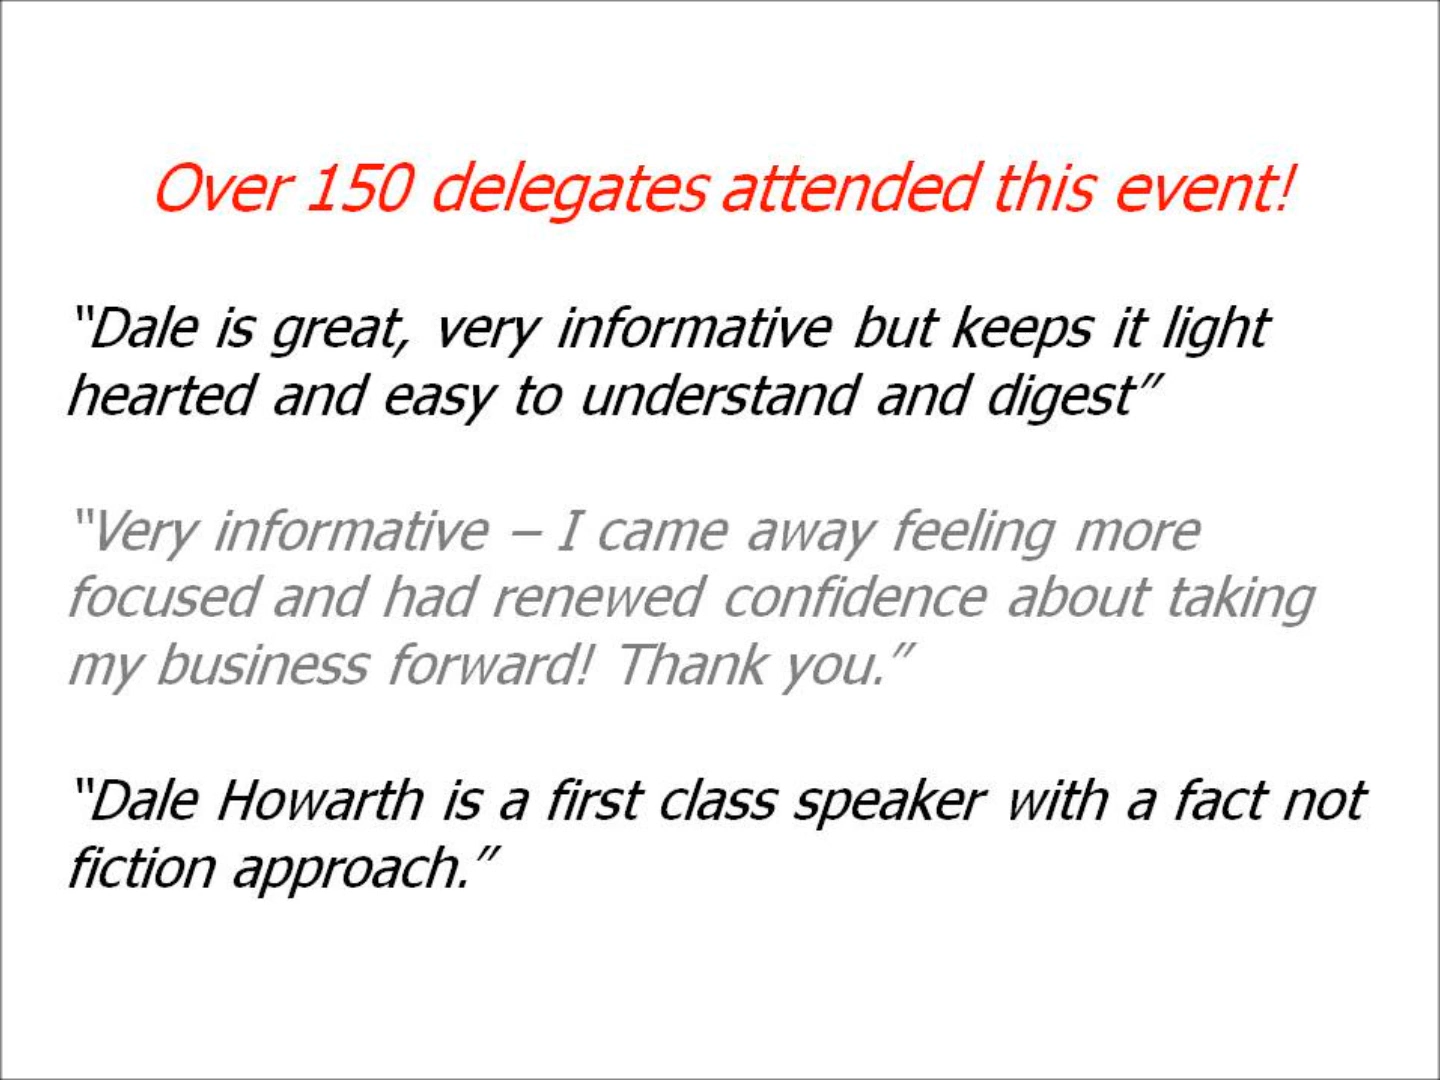 Over 150 delegates attended this event!
“Dale is great, very informative but keeps it light
hearted and easy to understand and digest”
“Very informative – I came away feeling more
focused and had renewed confidence about taking
my business forward! Thank you.”
“Dale Howarth is a first class speaker with a fact not
fiction approach.”